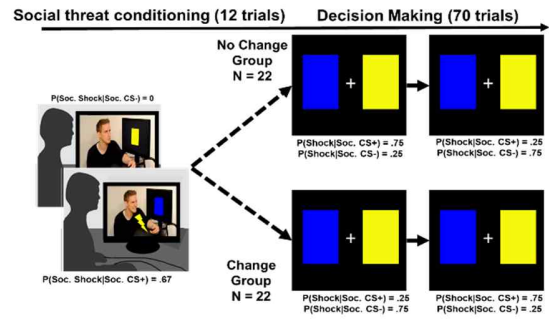 Social threat conditioning (12 trials)
Decision Making (70 trials)
No Change
Group
N = 22
P(Soc. Shock|Soc. CS-) = 0
P(Shock|Soc. CS+) = .75
P(Shock|Soc. CS-) = .25
P(Shock|Soc. CS+) = .25
P(Shock|Soc. CS-) = .75
P(Soc. Shock|Soc. CS+) = .67
Change
Group
N = 22
P(Shock|Soc. CS+) = .25
P(Shock|Soc. CS-) = .75
P(Shock|Soc. CS+) = .75
P(Shock|Soc. CS-) = .25